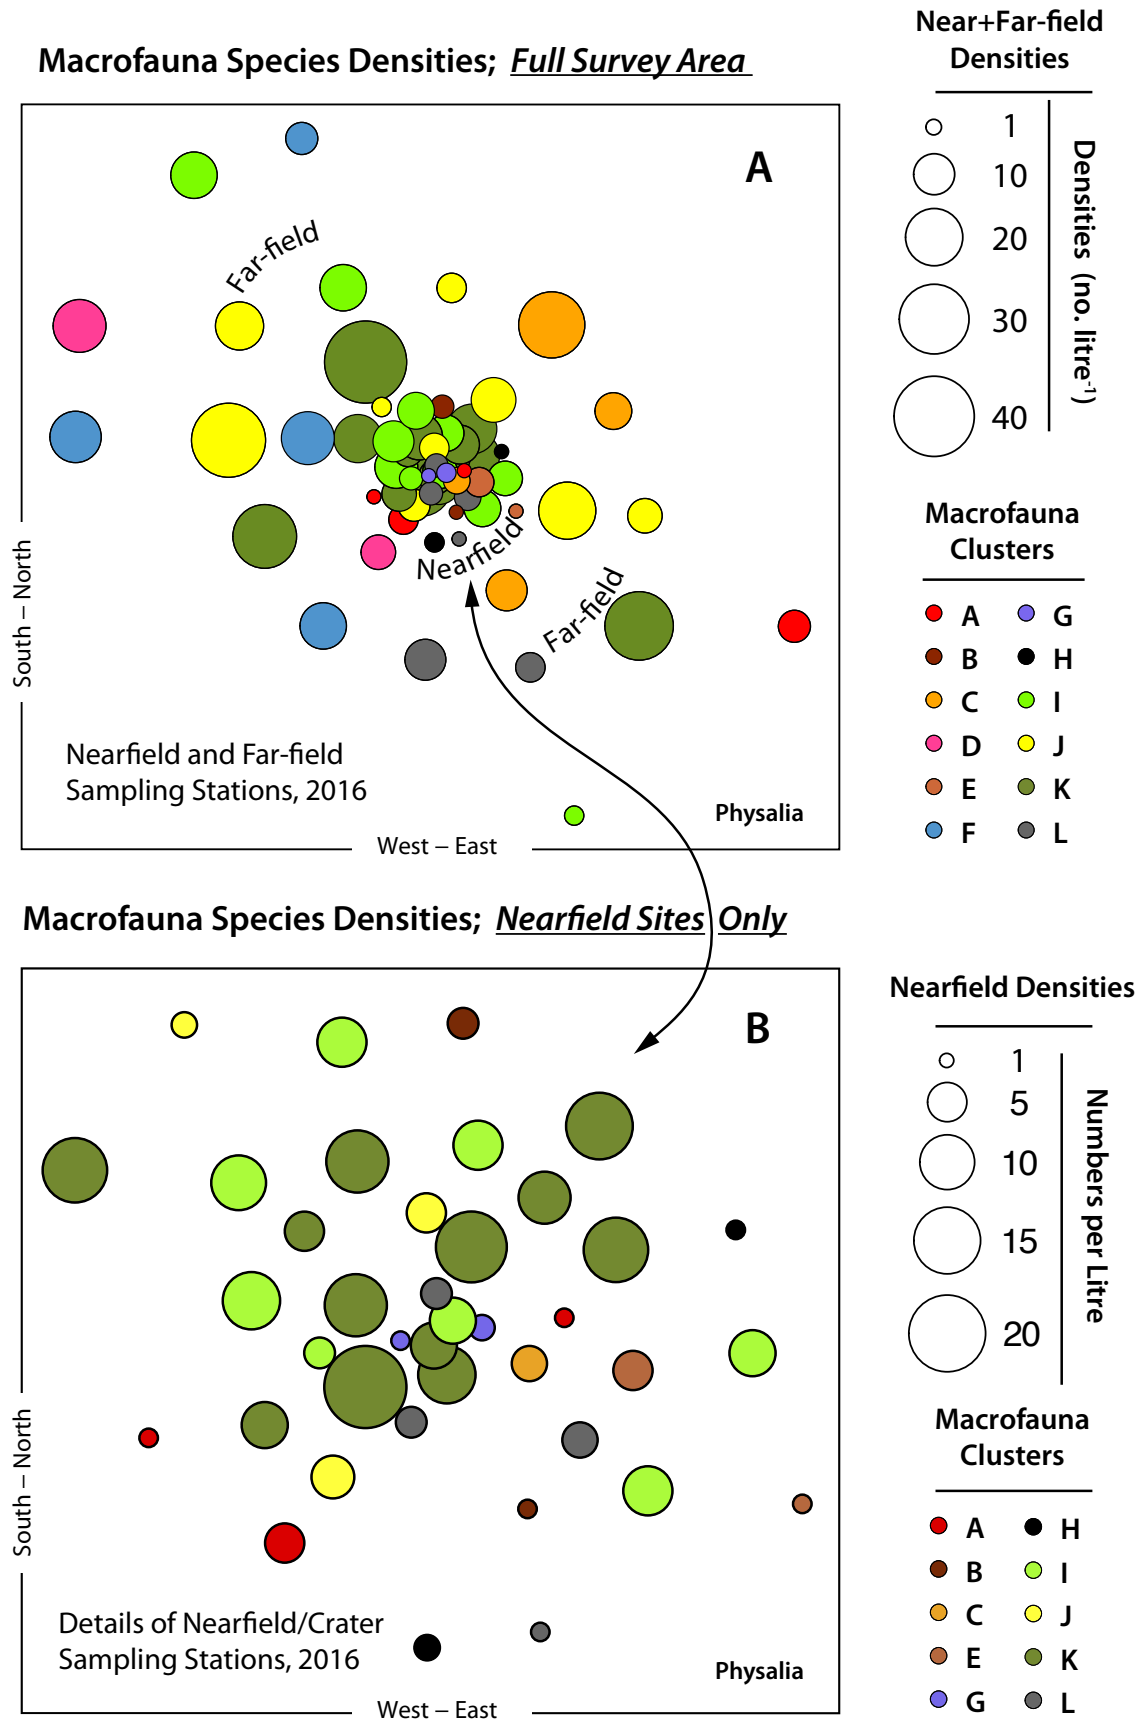 Macrofauna Species Densities; Full Survey Area
Near+Far-field
Densities
A
Far-field
Nearfield
Far-field
South – North
Nearfield and Far-field
Sampling Stations, 2016
Physalia
West – East
1
10
20
30
40
Densities (no. litre-1)
Macrofauna
Clusters
A G
B H
C I
D J
E K
F L
Macrofauna Species Densities; Nearfield Sites Only
Nearfield Densities
B
South – North
Details of Nearfield/Crater
Sampling Stations, 2016
Physalia
West – East
1
5
10
15
20
Numbers per Litre
Macrofauna
Clusters
A H
B I
C J
E K
G L